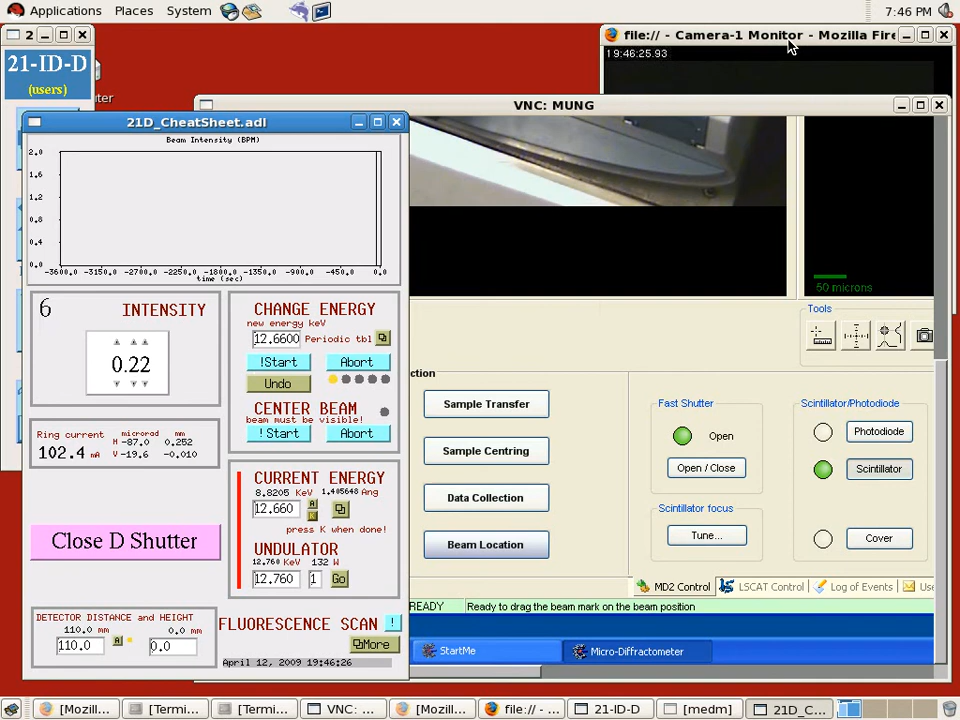 Applications Places System
7:46 PM
2
file:// - Camera-1 Monitor - Mozilla Fire
19:46:25.93
21-ID-D
(users)
VNC: MUNG
21D_CheatSheet.adl
Beam Intensity (BPM)
2.0
1.6
1.2
0.8
0.4
0.0
-3600.0 -3150.0 -2700.0 -2250.0 -1800.0 -1350.0 -900.0 -450.0 0.0
time (sec)
50 microns
Tools
6 INTENSITY
0.22
CHANGE ENERGY
new energy keV
12.6600 Periodic tbl
!Start Abort
Undo
CENTER BEAM
beam must be visible!
!Start Abort
Ring current microrad mm
H -87.0 0.252
102.4 mA V -19.6 -0.010
CURRENT ENERGY
12.660 A K
press K when done!
Close D Shutter
UNDULATOR
12.760 KeV 132 W
12.760 1 Go
DETECTOR DISTANCE and HEIGHT
110.0 mm 0.0 mm
110.0 A 0.0
FLUORESCENCE SCAN !
More
April 12, 2009 19:46:26
ction
Sample Transfer
Sample Centring
Data Collection
Beam Location
Fast Shutter
Open
Open / Close
Scintillator focus
Tune...
Scintillator/Photodiode
Photodiode
Scintillator
Cover
MD2 Control LSCAT Control Log of Events Use
READY Ready to drag the beam mark on the beam position
StartMe Micro-Diffractometer
[Mozill... [Termi... [Termi... VNC: ... [Mozill... file:// - ... 21-ID-D [medm] 21D_C...